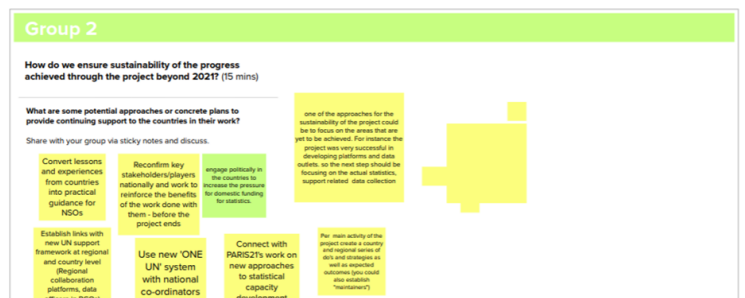 Group 2
How do we ensure sustainability of the progress
achieved through the project beyond 2021? (15 mins)
What are some potential approaches or concrete plans to
provide continuing support to the countries in their work?
Share with your group via sticky notes and discuss.
one of the approaches for the
sustainability of the project could
be to focus on the areas that are
yet to be achieved. For instance the
project was very successful in
developing platforms and data
outlets. so the next step should be
focusing on the actual statistics,
support related data collection
Convert lessons
and experiences
from countries
into practical
guidance for
NSOs
Reconfirm key
stakeholders/players
nationally and work to
reinforce the benefits
of the work done with
them - before the
project ends
engage politically in
the countries to
increase the pressure
for domestic funding
for statistics.
Establish links with
new UN support
framework at regional
and country level
(Regional
collaboration
platforms, data
Use new 'ONE
UN' system
with national
co-ordinators
Connect with
PARIS21's work on
new approaches
to statistical
capacity
development
Per main activity of the
project create a country
and regional series of
do's and strategies as
well as expected
outcomes (you could
also establish
"maintainers")